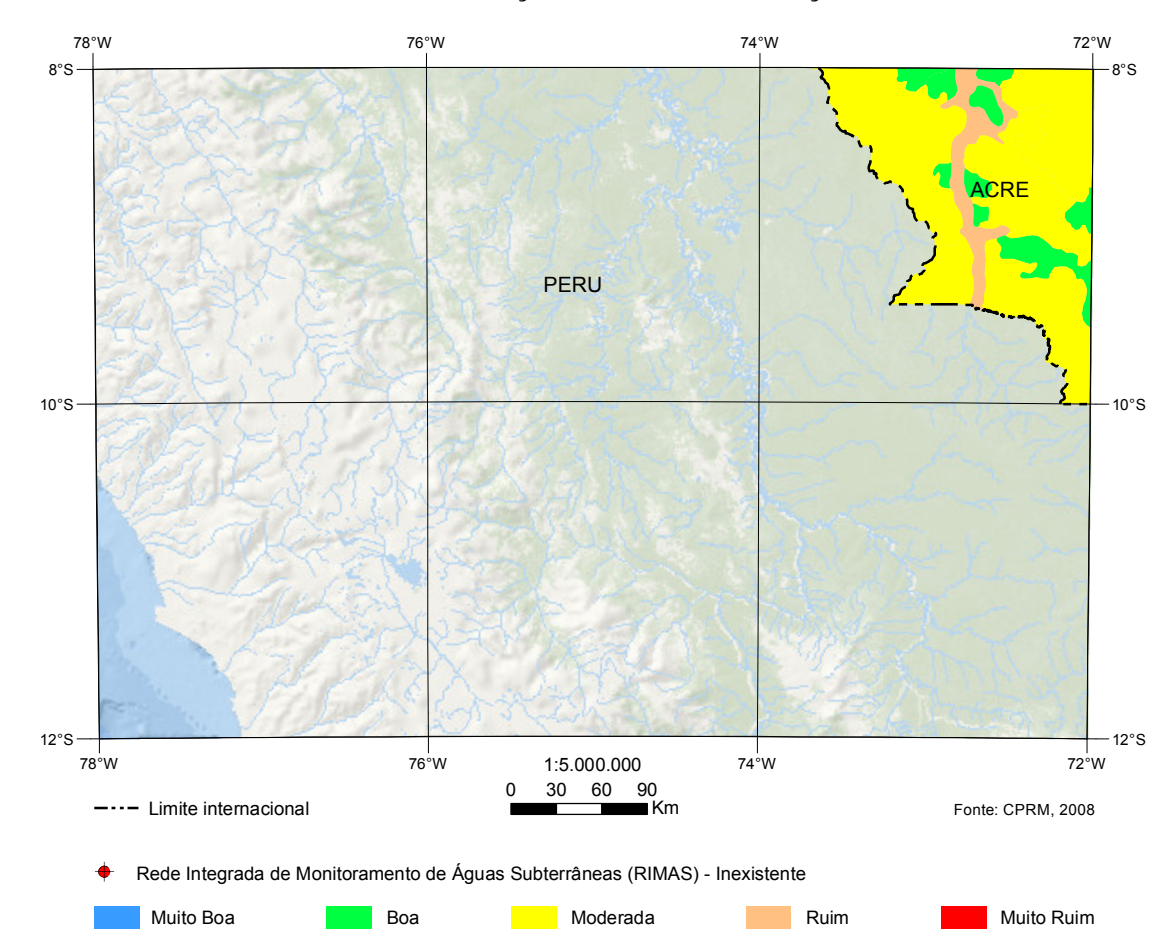 78°W 76°W 74°W 72°W
8°S 8°S
ACRE
PERU
10°S 10°S
12°S 12°S
78°W 76°W 74°W 72°W
1:5.000.000
0 30 60 90
Km
Limite internacional
Fonte: CPRM, 2008
Rede Integrada de Monitoramento de Águas Subterrâneas (RIMAS) - Inexistente
Muito Boa Boa Moderada Ruim Muito Ruim